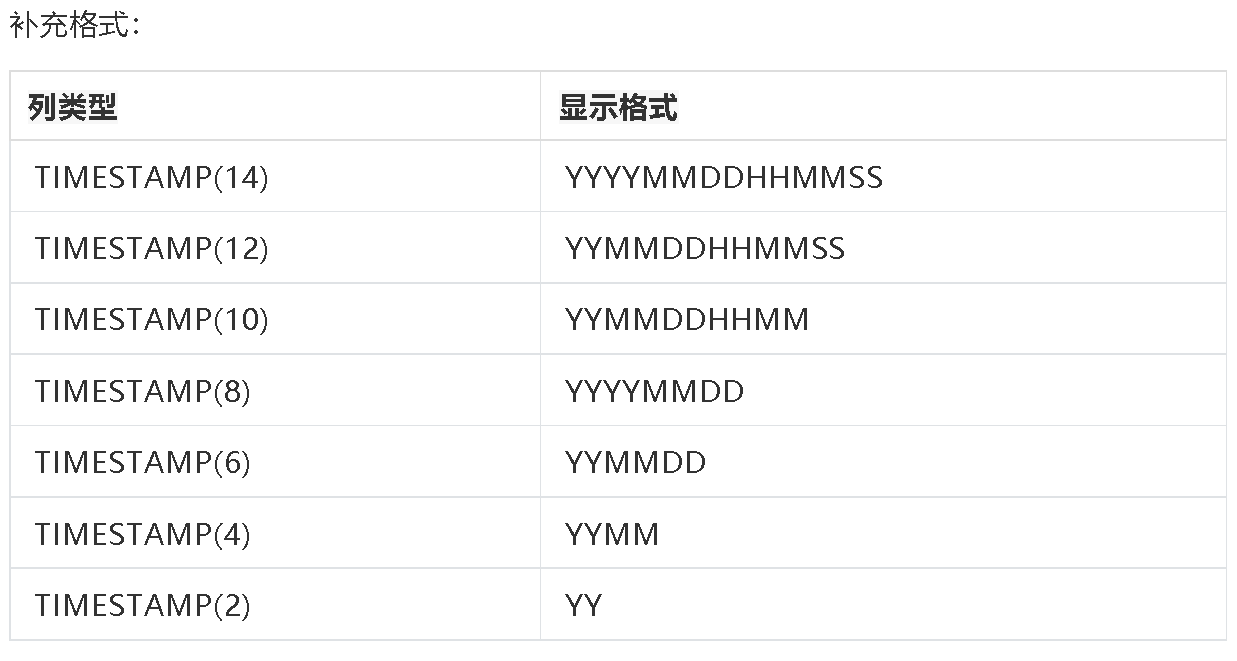 补充格式：
列类型 显示格式
TIMESTAMP(14) YYYYMMDDHHMMSS
TIMESTAMP(12) YYMMDDHHMMSS
TIMESTAMP(10) YYMMDDHHMM
TIMESTAMP(8) YYYYMMDD
TIMESTAMP(6) YYMMDD
TIMESTAMP(4) YYMM
TIMESTAMP(2) YY